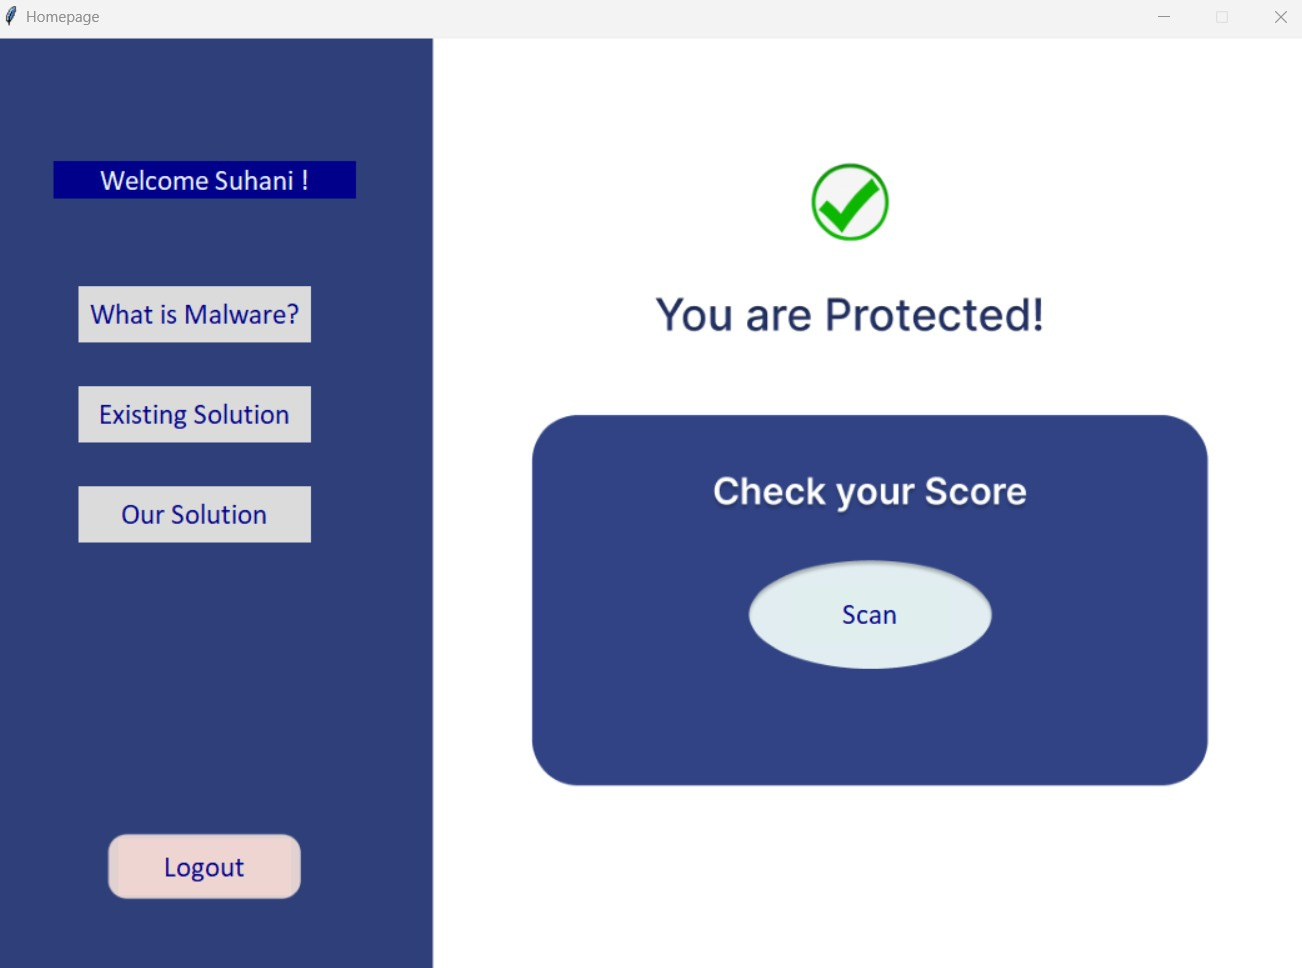 Homepage
Welcome Suhani !
What is Malware?
Existing Solution
Our Solution
Logout
You are Protected!
Check your Score
Scan